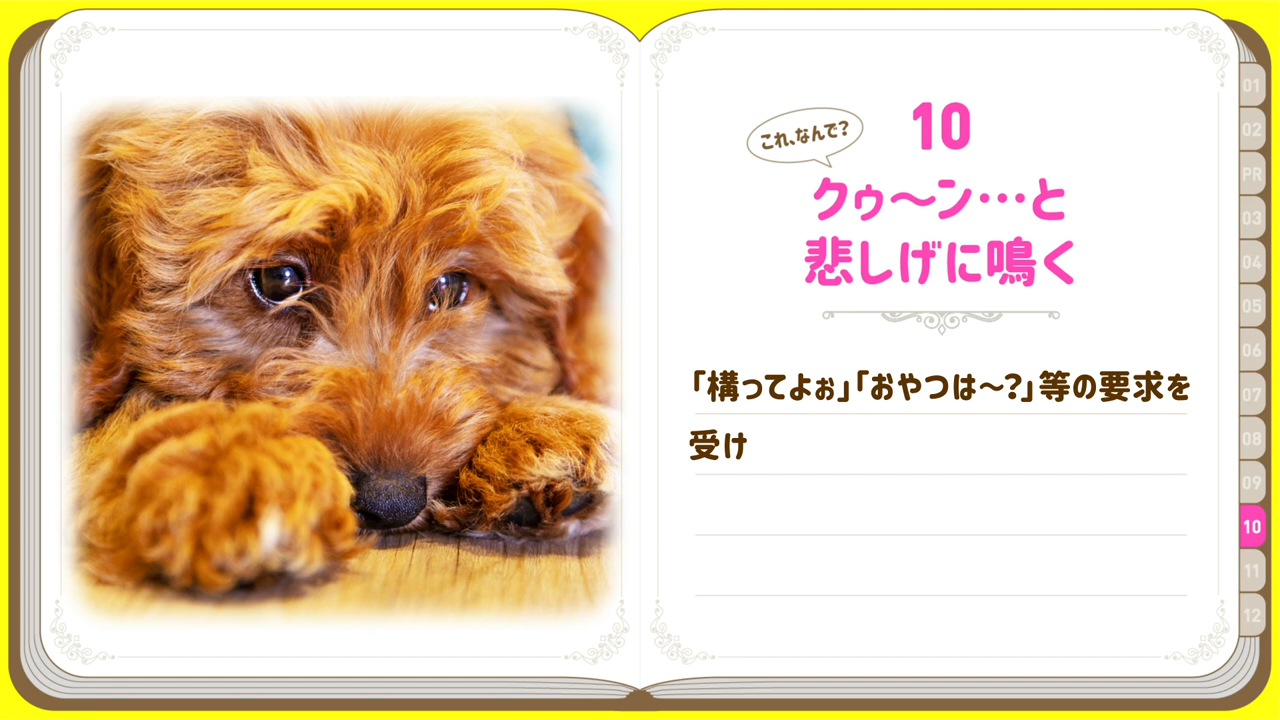 これ、なんで?
10
クゥ〜ン…と
悲しげに鳴く
「構ってよぉ」「おやつは〜?」等の要求を
受け
01
02
PR
03
04
05
06
07
08
09
10
11
12